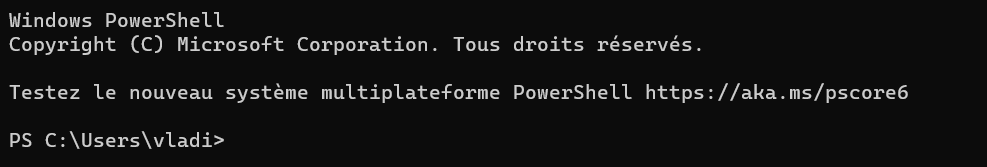 Windows PowerShell
Copyright (C) Microsoft Corporation. Tous droits réservés.
Testez le nouveau système multiplateforme PowerShell https://aka.ms/pscore6
PS C:\Users\vladi>